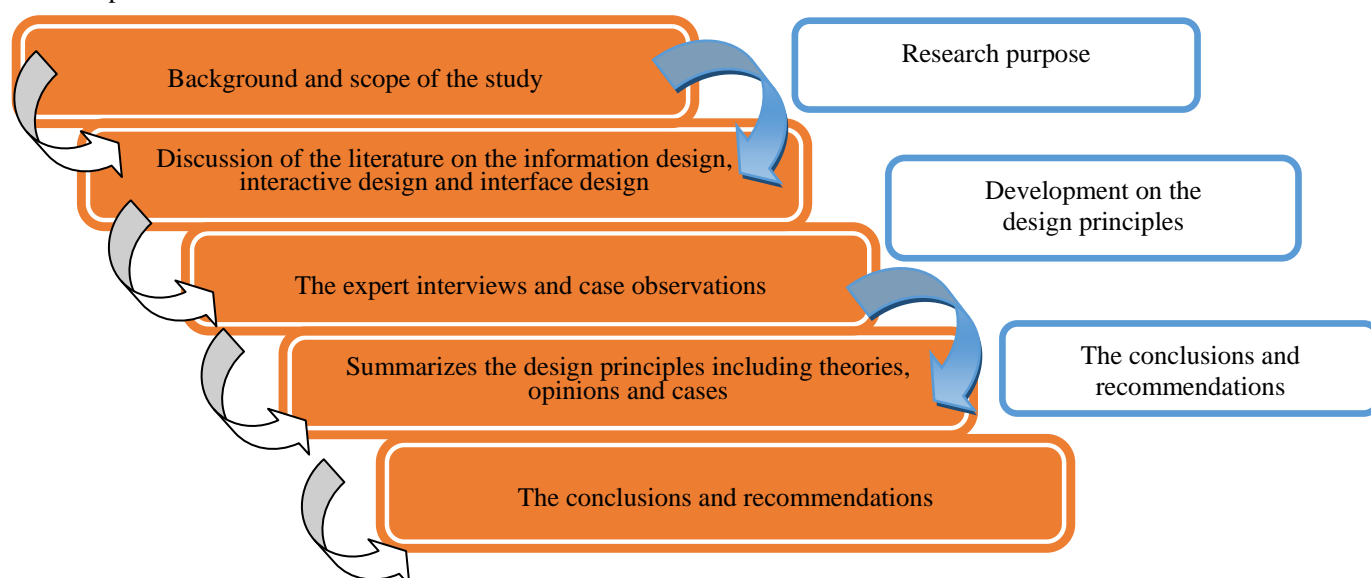 Background and scope of the study
Research purpose
Discussion of the literature on the information design,
interactive design and interface design
Development on the
design principles
The expert interviews and case observations
Summarizes the design principles including theories,
opinions and cases
The conclusions and
recommendations
The conclusions and recommendations